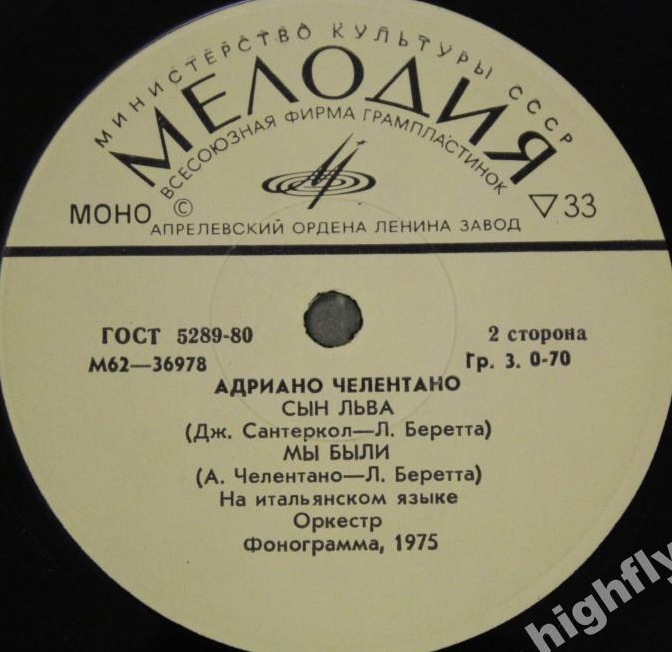 МИНИСТЕРСТВО КУЛЬТУРЫ СССР
МЕЛОДИЯ
ВСЕСОЮЗНАЯ ФИРМА ГРАМПЛАСТИНОК
МОНО © ▽ 33
АПРЕЛЕВСКИЙ ОРДЕНА ЛЕНИНА ЗАВОД
ГОСТ 5289-80 2 сторона
М62—36978 Гр. 3. 0-70
АДРИАНО ЧЕЛЕНТАНО
СЫН ЛЬВА
(Дж. Сантеркол—Л. Беретта)
МЫ БЫЛИ
(А. Челентано—Л. Беретта)
На итальянском языке
Оркестр
Фонограмма, 1975
highfly